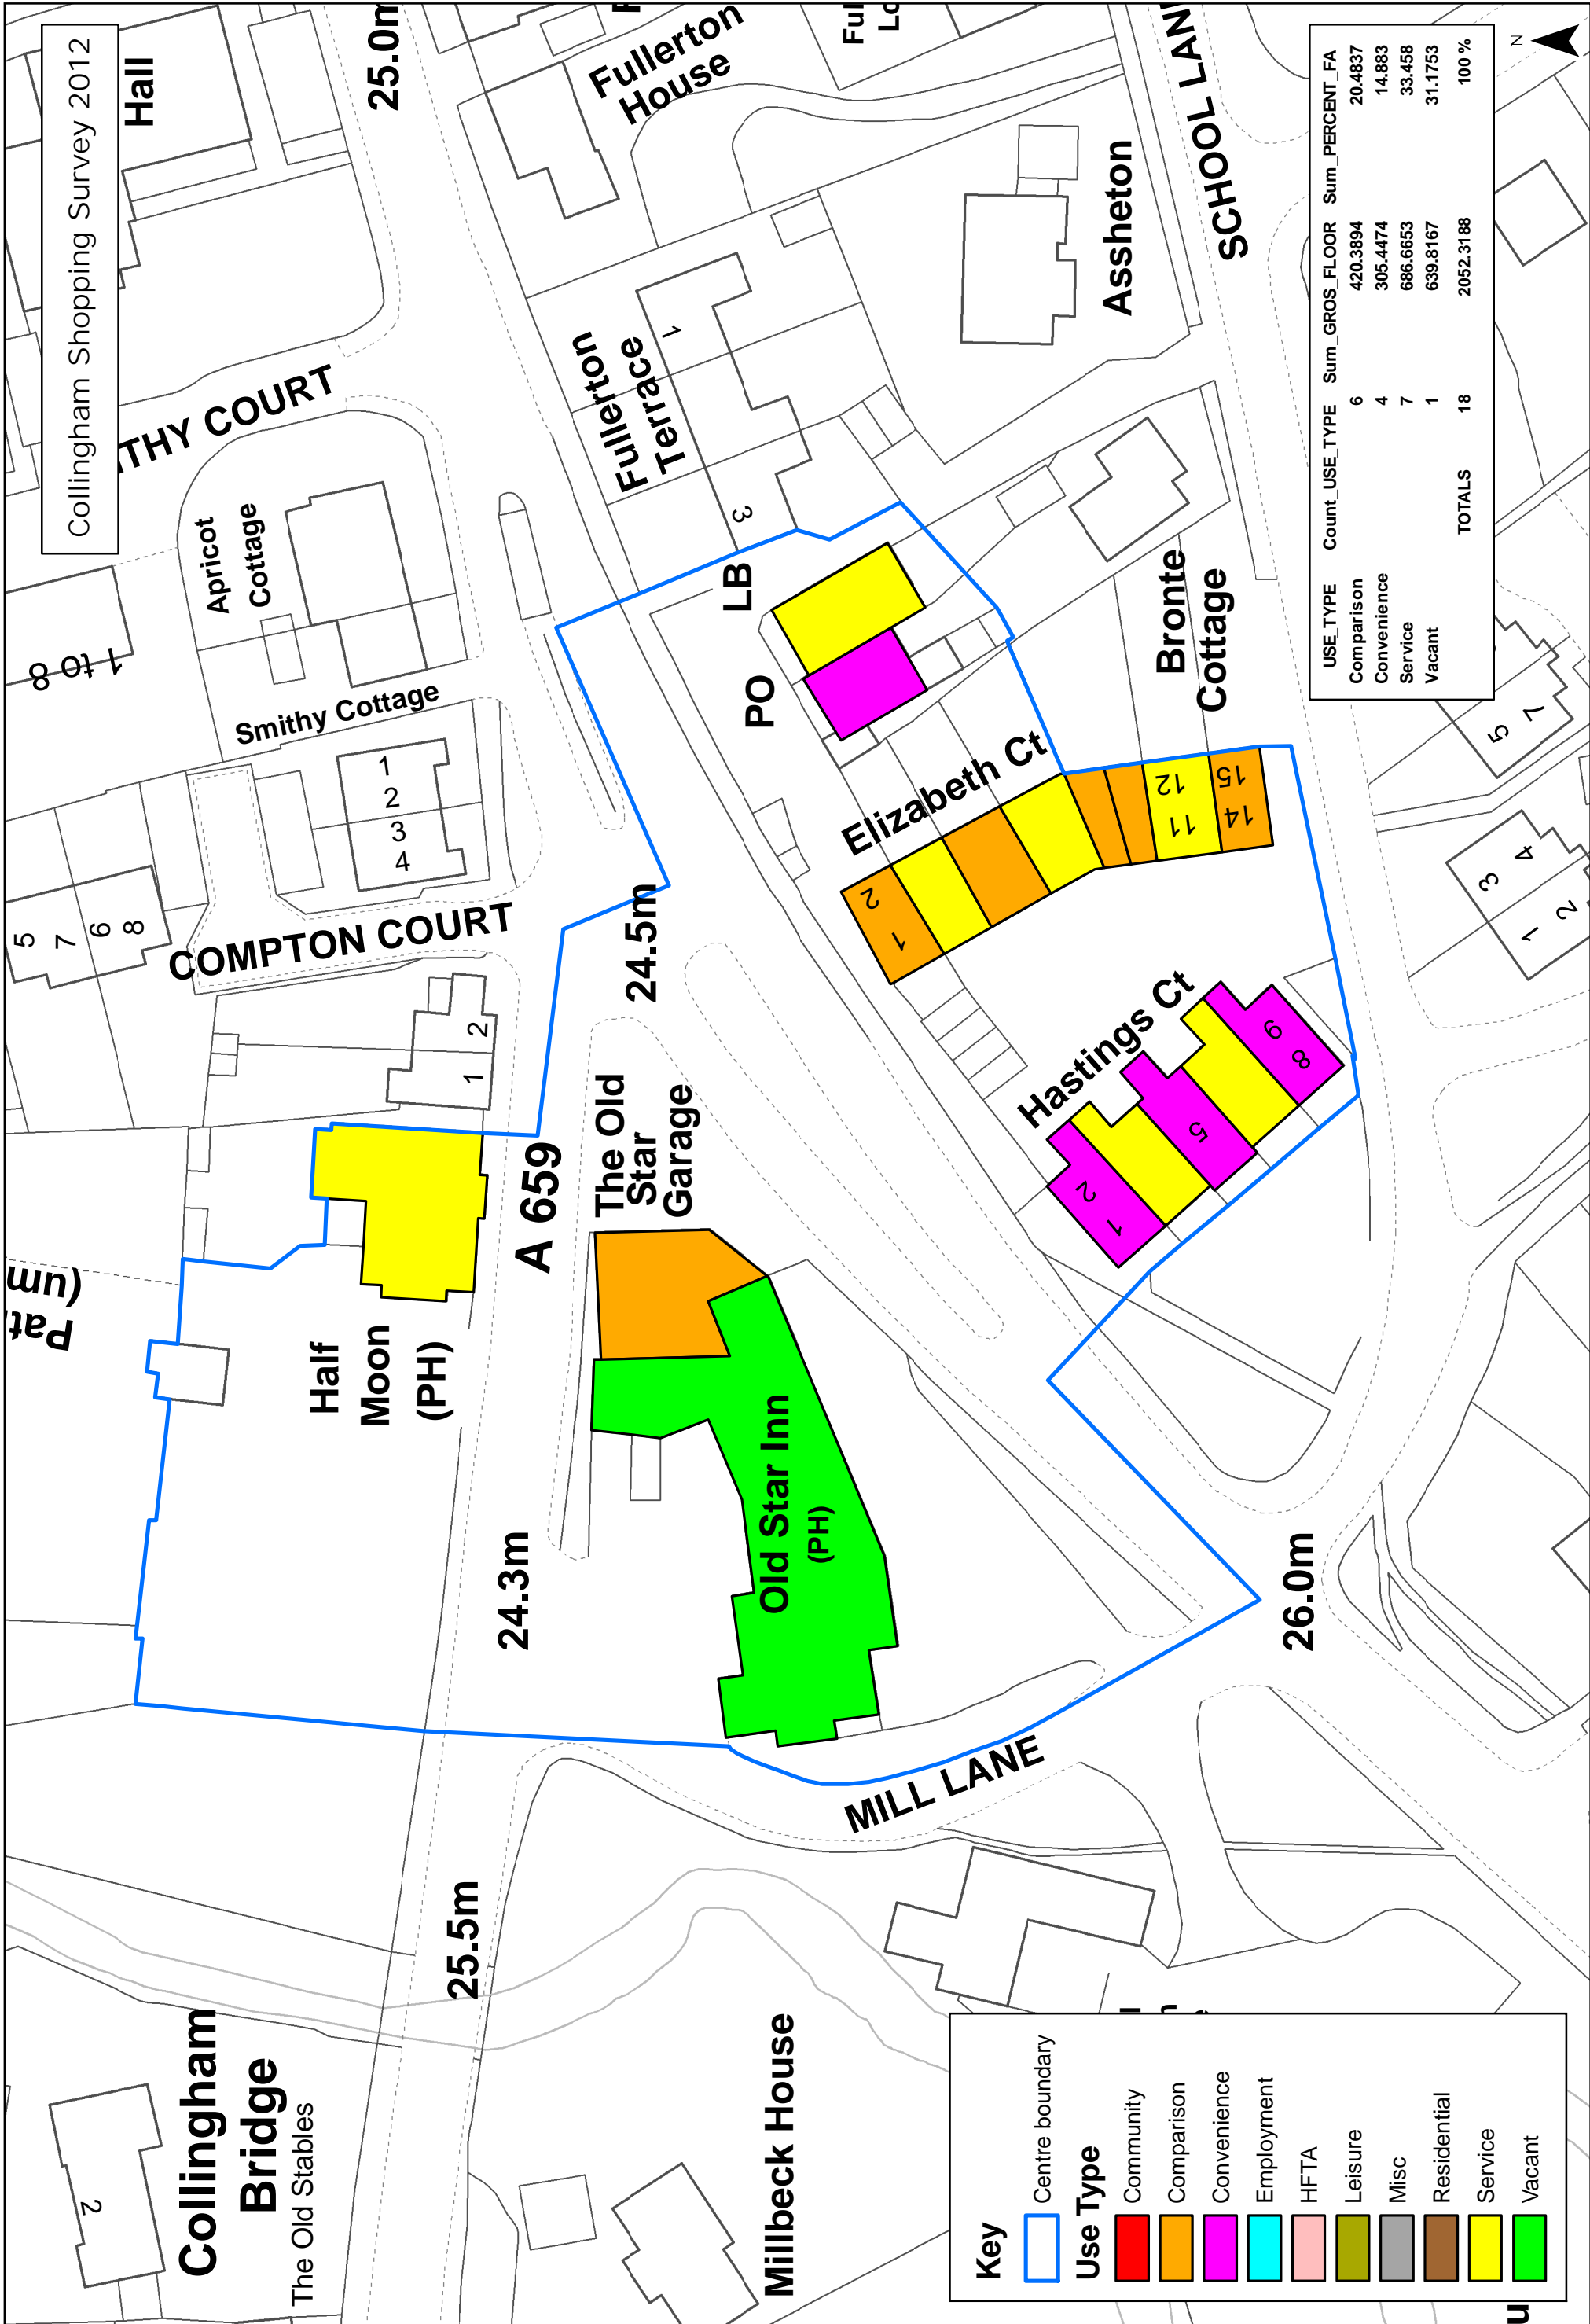 Collingham Shopping Survey 2012
Hall
25.0m
Fullerton
House
SCHOOL LAN
Assheton
Fullerton
Terrace
1
3
THY COURT
Apricot
Cottage
1 to 8
Smithy Cottage
1
2
3
4
5
7
6
8
COMPTON COURT
LB
PO
Bronte
Cottage
Elizabeth Ct
2
1
12
11
15
14
24.5m
2
1
A 659
The Old
Star
Garage
Hastings Ct
2
1
5
9
8
5
7
3
4
1
2
Half
Moon
(PH)
24.3m
Old Star Inn
(PH)
26.0m
MILL LANE
25.5m
Collingham
Bridge
The Old Stables
2
Millbeck House
N
USE_TYPE Count_USE_TYPE Sum_GROS_FLOOR Sum_PERCENT_FA
Comparison 6 420.3894 20.4837
Convenience 4 305.4474 14.883
Service 7 686.6653 33.458
Vacant 1 639.8167 31.1753
TOTALS 18 2052.3188 100 %
Key
Centre boundary
Use Type
Community
Comparison
Convenience
Employment
HFTA
Leisure
Misc
Residential
Service
Vacant